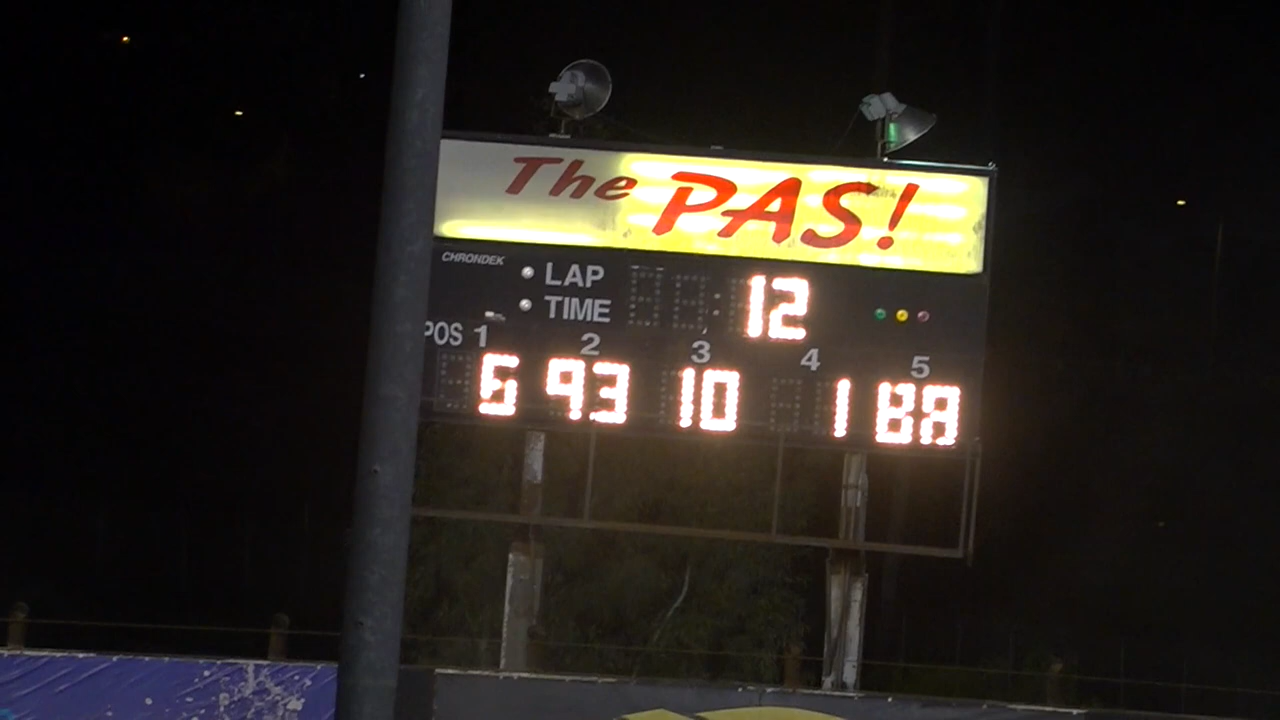 The PAS!
CHRONDEK
LAP 12
TIME
POS 1 2 3 4 5
5 93 10 1 88